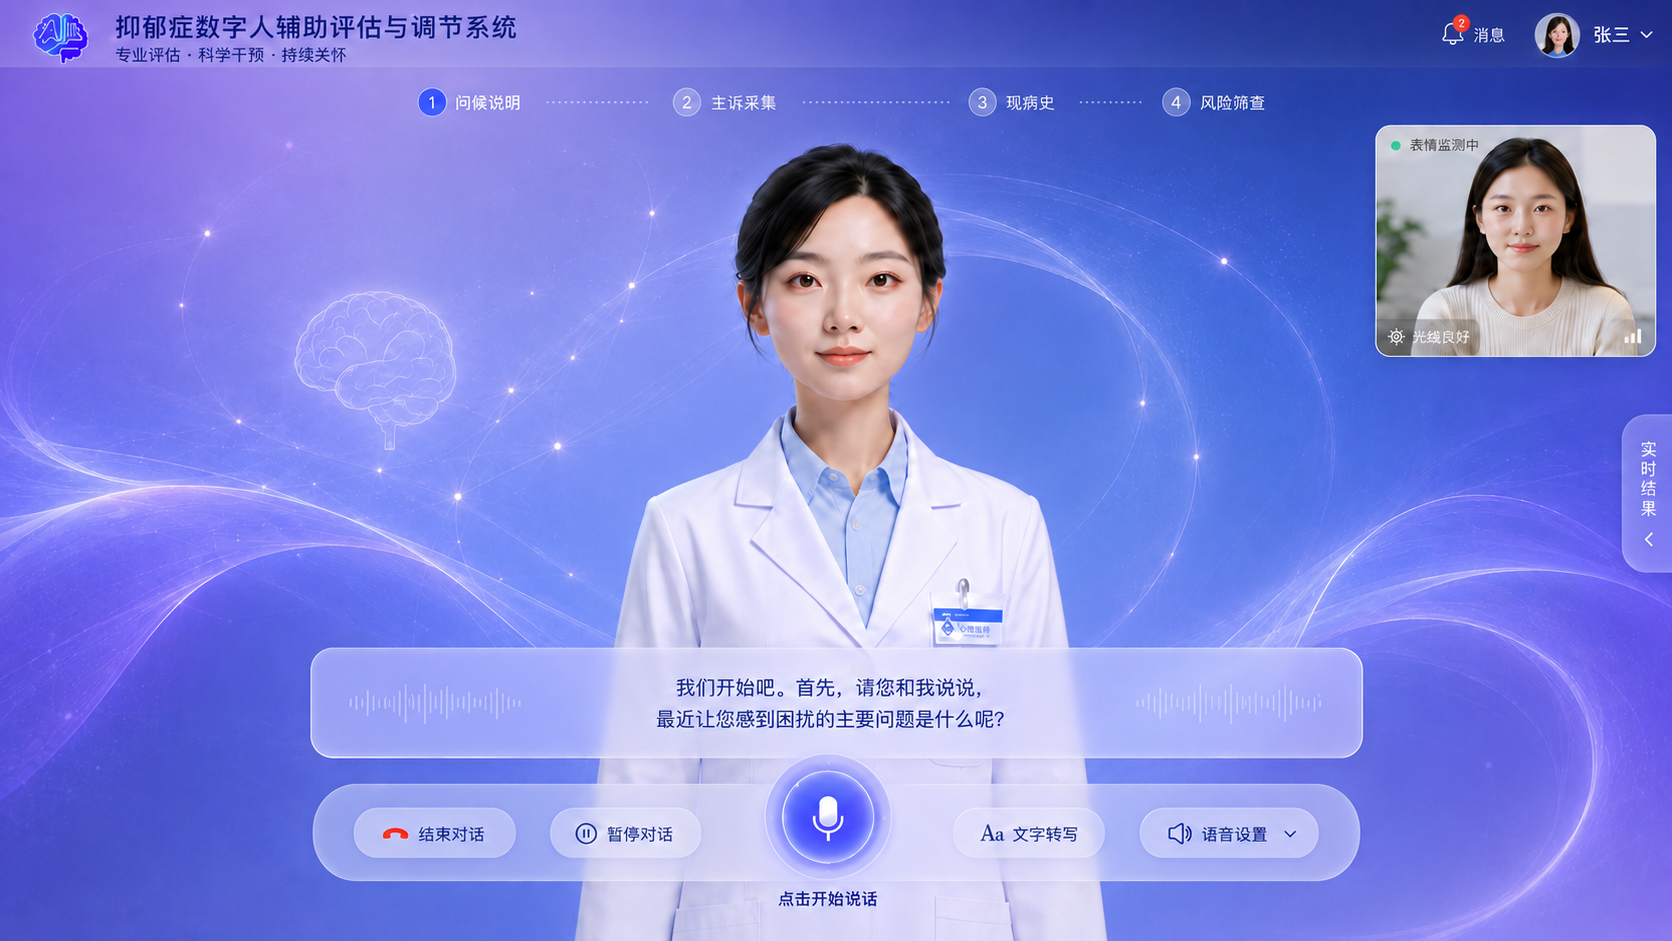 抑郁症数字人辅助评估与调节系统
专业评估·科学干预·持续关怀
2
消息
张三
1 问候说明
2 主诉采集
3 现病史
4 风险筛查
表情监测中
光线良好
实时结果
我们开始吧。首先，请您和我说说，
最近让您感到困扰的主要问题是什么呢?
结束对话
暂停对话
Aa 文字转写
语音设置
点击开始说话